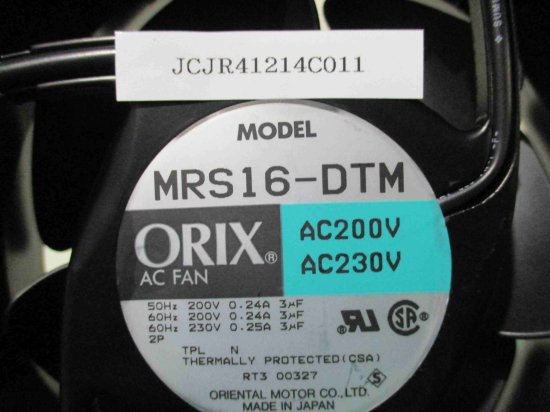 JCJR41214C011
MODEL
MRS16-DTM
ORIX®
AC FAN
AC200V
AC230V
50Hz 200V 0.24A 3µF
60Hz 200V 0.24A 3µF
60Hz 230V 0.25A 3µF
2P
TPL N
THERMALLY PROTECTED(CSA)
RT3 00327
S
ORIENTAL MOTOR CO., LTD.
MADE IN JAPAN